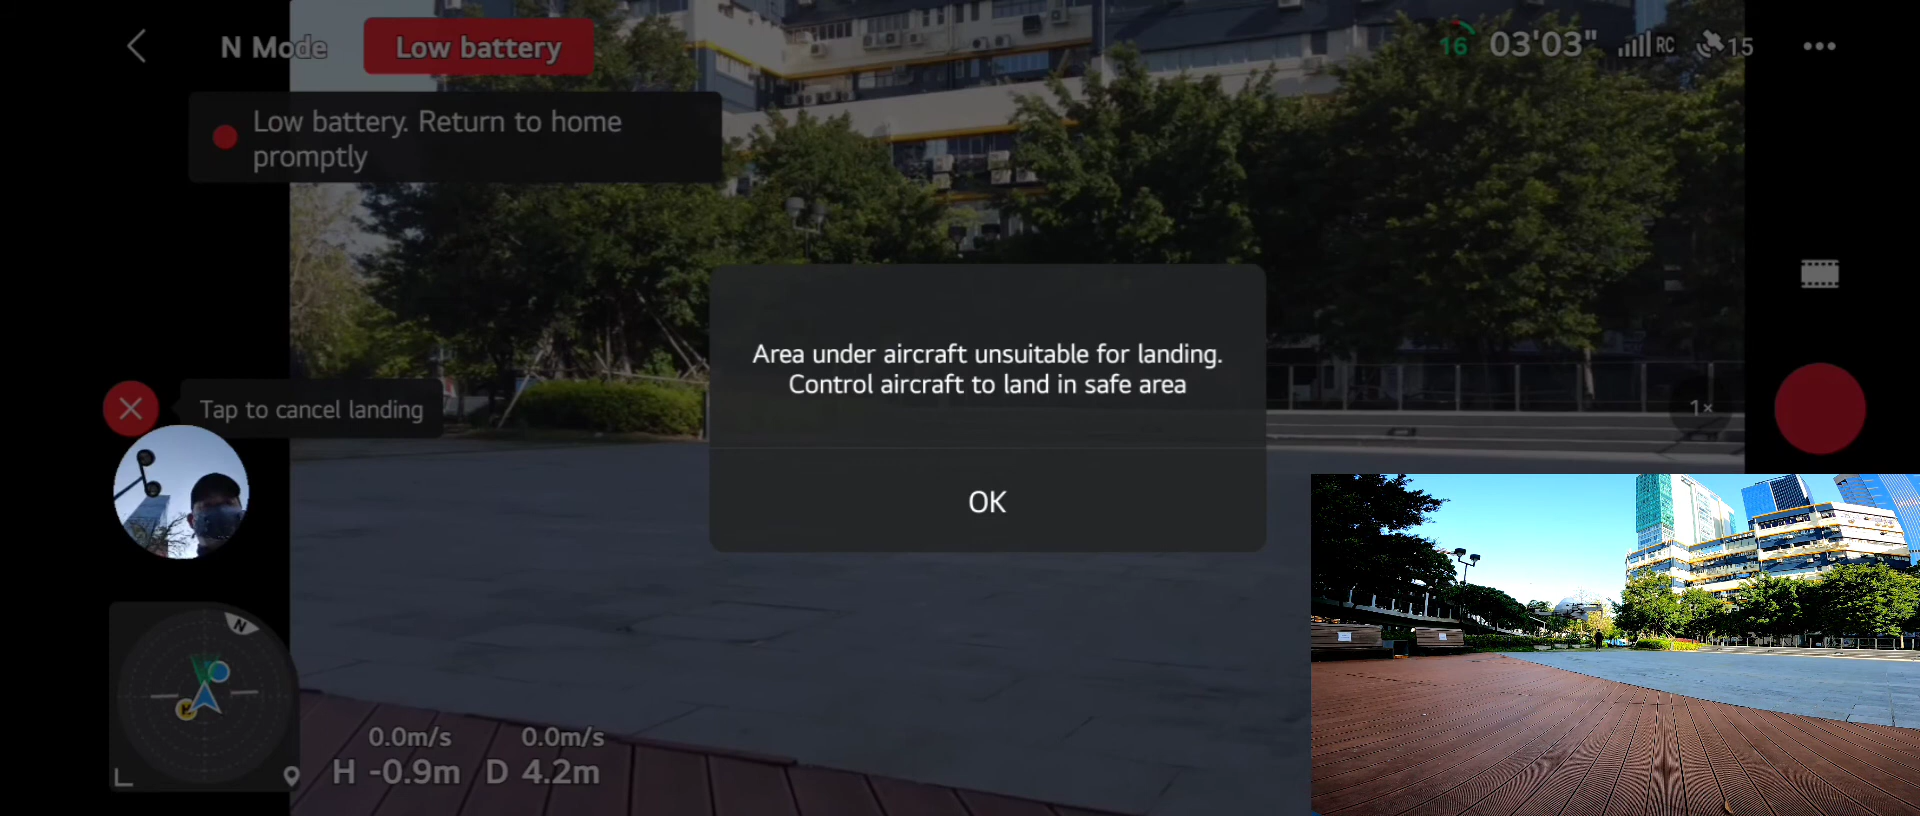 N Mode
Low battery
16
03'03"
RC
15
Low battery. Return to home
promptly
Area under aircraft unsuitable for landing.
Control aircraft to land in safe area
OK
Tap to cancel landing
1×
N
H
0.0m/s
0.0m/s
H -0.9m
D 4.2m